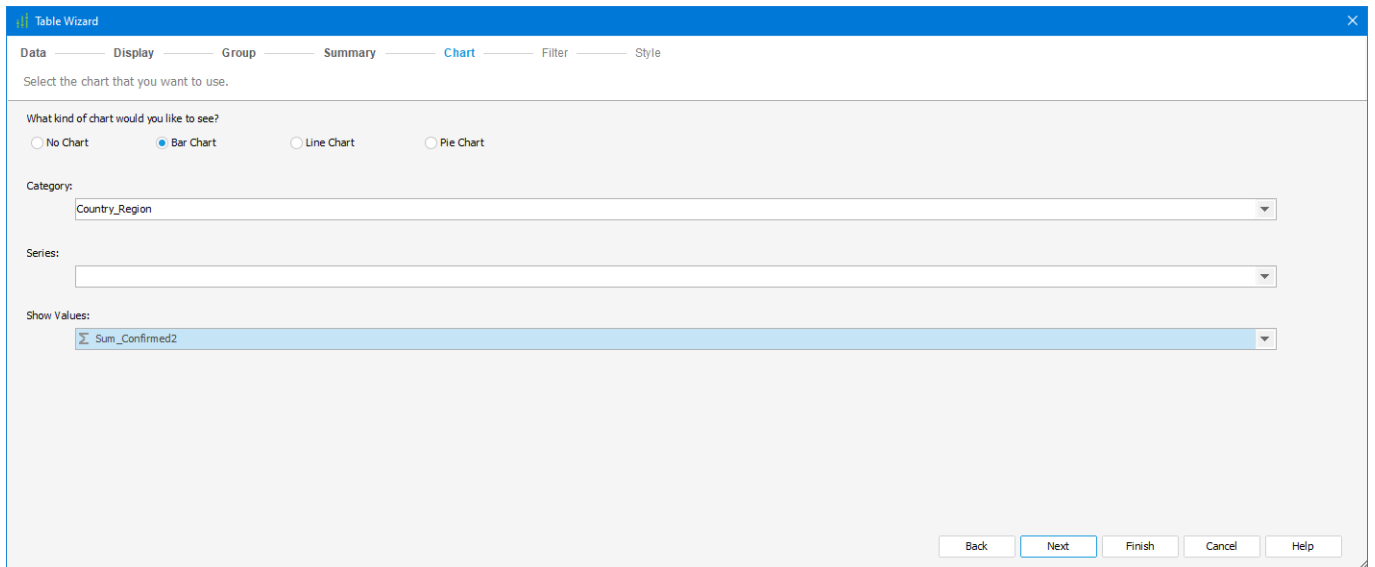 Table Wizard
Data Display Group Summary Chart Filter Style
Select the chart that you want to use.
What kind of chart would you like to see?
No Chart Bar Chart Line Chart Pie Chart
Category:
Country_Region
Series:
Show Values:
Σ Sum_Confirmed2
Back Next Finish Cancel Help